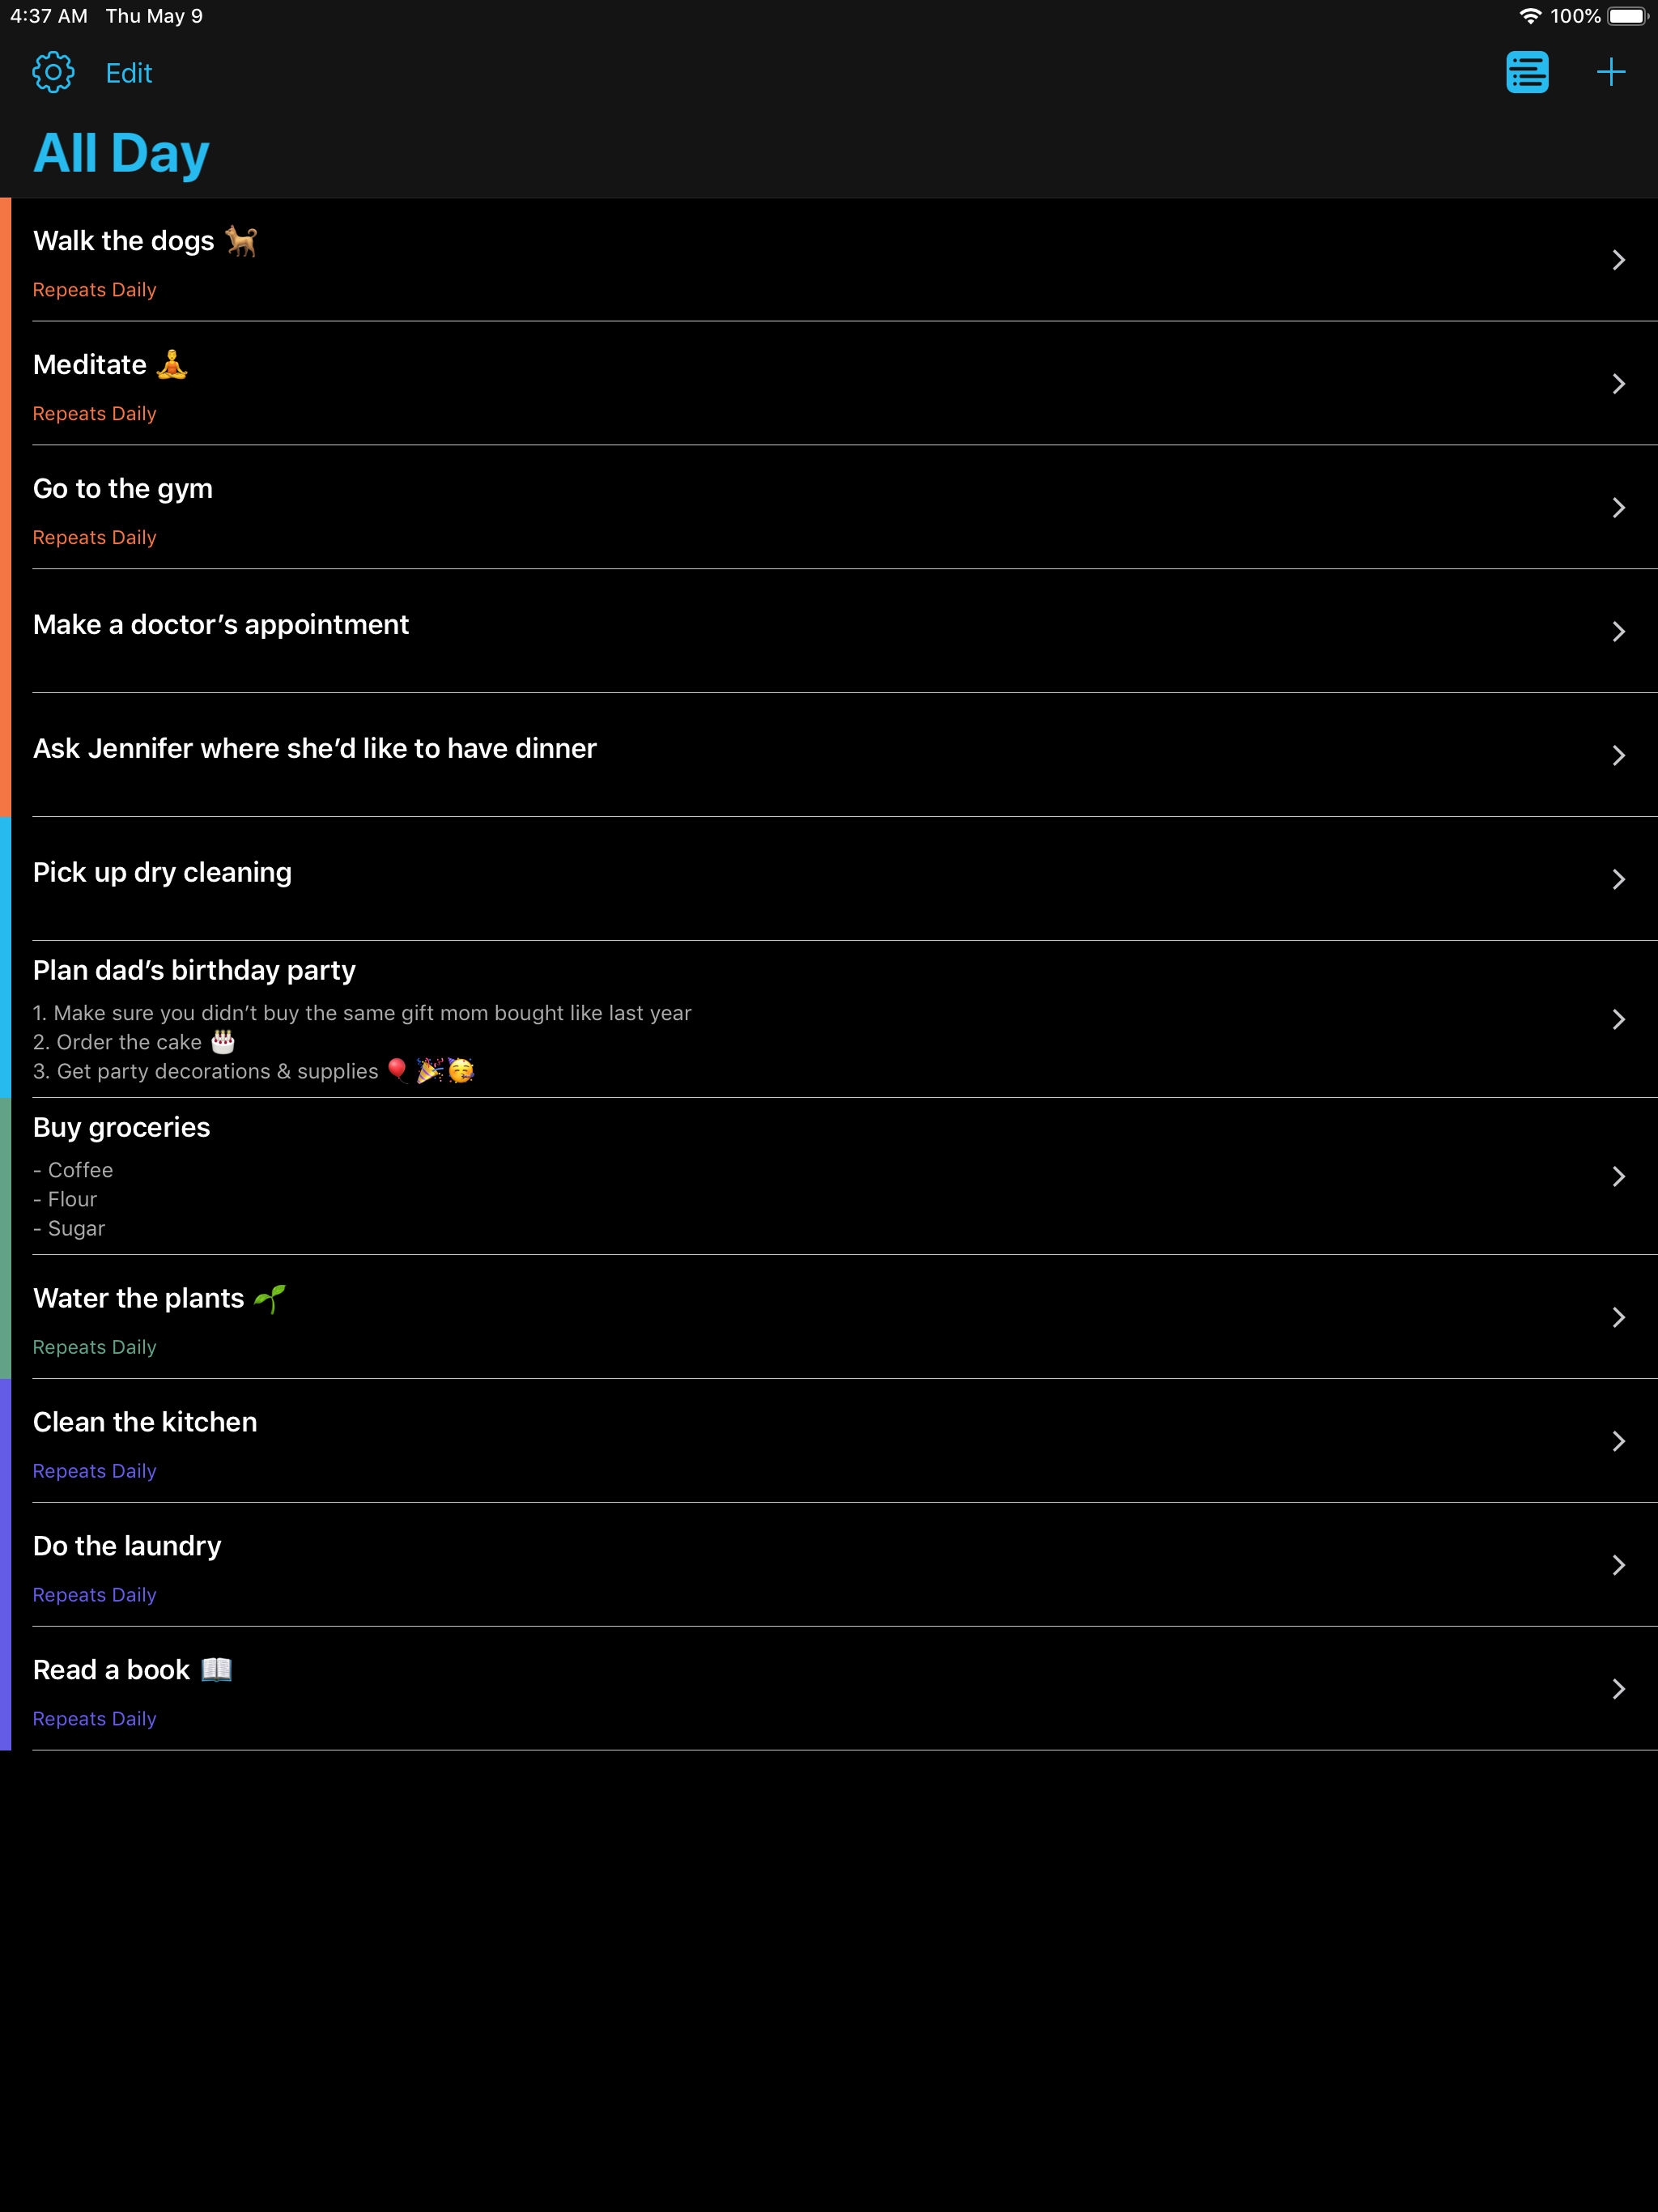 4:37 AM Thu May 9 100%
Edit
All Day
Walk the dogs 🐕
Repeats Daily
Meditate 🧘
Repeats Daily
Go to the gym
Repeats Daily
Make a doctor’s appointment
Ask Jennifer where she’d like to have dinner
Pick up dry cleaning
Plan dad’s birthday party
1. Make sure you didn’t buy the same gift mom bought like last year
2. Order the cake 🎂
3. Get party decorations & supplies 🎈🎉🥳
Buy groceries
- Coffee
- Flour
- Sugar
Water the plants 🌱
Repeats Daily
Clean the kitchen
Repeats Daily
Do the laundry
Repeats Daily
Read a book 📖
Repeats Daily